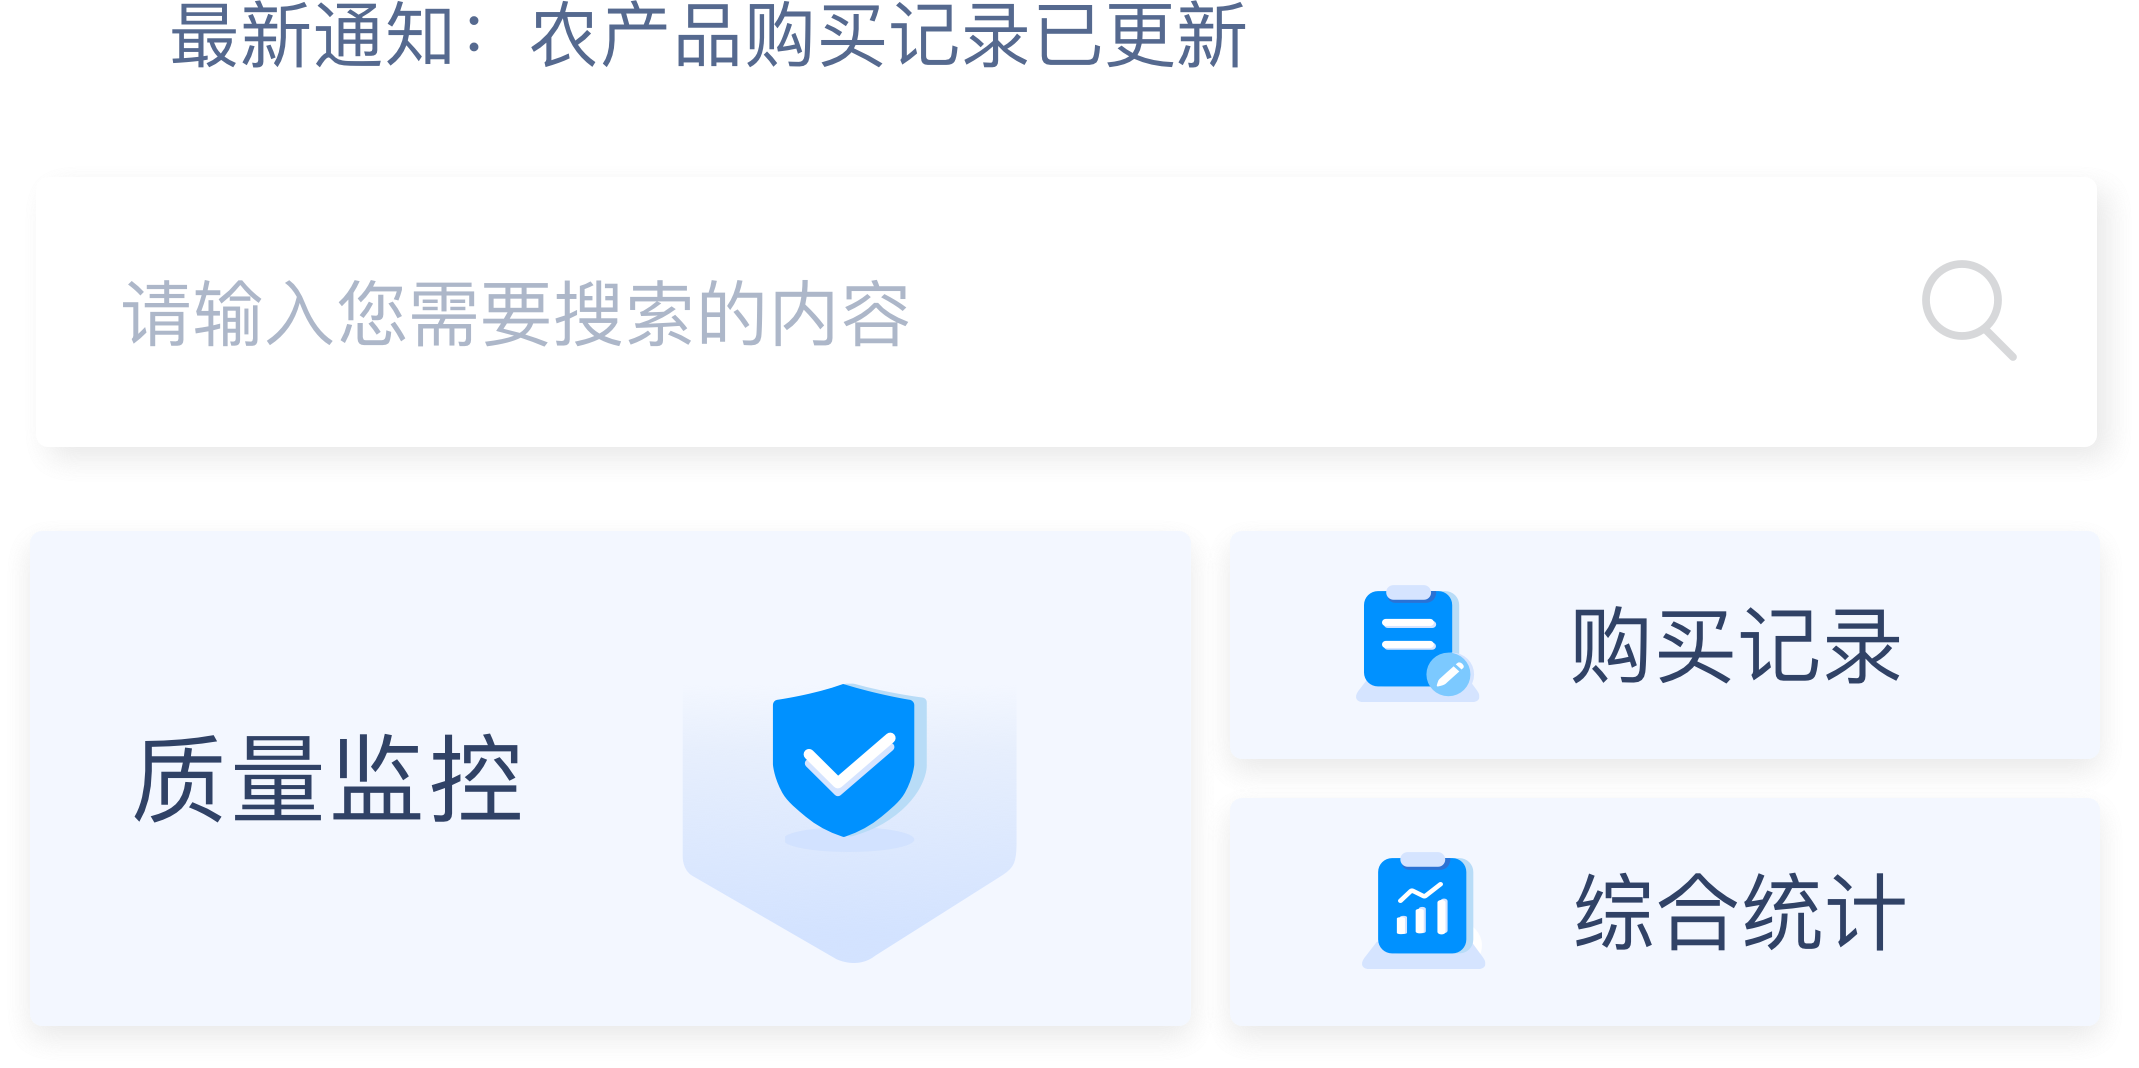 最新通知：农产品购买记录已更新
请输入您需要搜索的内容
质量监控
购买记录
综合统计